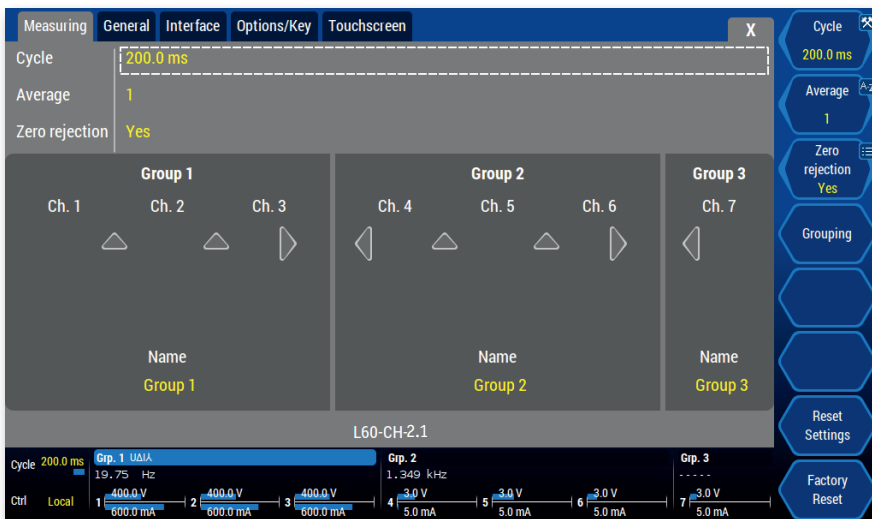 Measuring General Interface Options/Key Touchscreen X
Cycle 200.0 ms
Average 1
Zero rejection Yes
Group 1 Group 2 Group 3
Ch. 1 Ch. 2 Ch. 3 Ch. 4 Ch. 5 Ch. 6 Ch. 7
Name Name Name
Group 1 Group 2 Group 3
L60-CH-2.1
Cycle 200.0 ms
Ctrl Local
Grp. 1 U∆I⅄
19.75 Hz
1 400.0 V 2 400.0 V 3 400.0 V
600.0 mA 600.0 mA 600.0 mA
Grp. 2
1.349 kHz
4 3.0 V 5 3.0 V 6 3.0 V
5.0 mA 5.0 mA 5.0 mA
Grp. 3
-----
7 3.0 V
5.0 mA
Cycle
200.0 ms
Average A-Z
1
Zero
rejection
Yes
Grouping
Reset
Settings
Factory
Reset